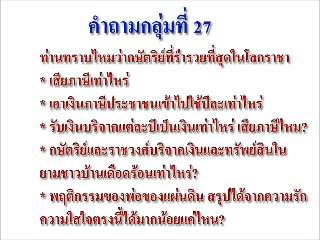 คำถามกลุ่มที่ 27
ท่านทราบไหมว่ากษัตริย์ที่ร่ำรวยที่สุดในโลกราชา
* เสียภาษีเท่าไหร่
* เอาเงินภาษีประชาชนเข้าไปใช้ปีละเท่าไหร่
* รับเงินบริจาคแต่ละปีเป็นเงินเท่าไหร่ เสียภาษีไหม?
* กษัตริย์และราชวงศ์บริจาคเงินและทรัพย์สินใน
ยามชาวบ้านเดือดร้อนเท่าไหร่?
* พฤติกรรมของพ่อของแผ่นดิน สรุปได้จากความรัก
ความใส่ใจตรงนี้ได้มากน้อยแค่ไหน?